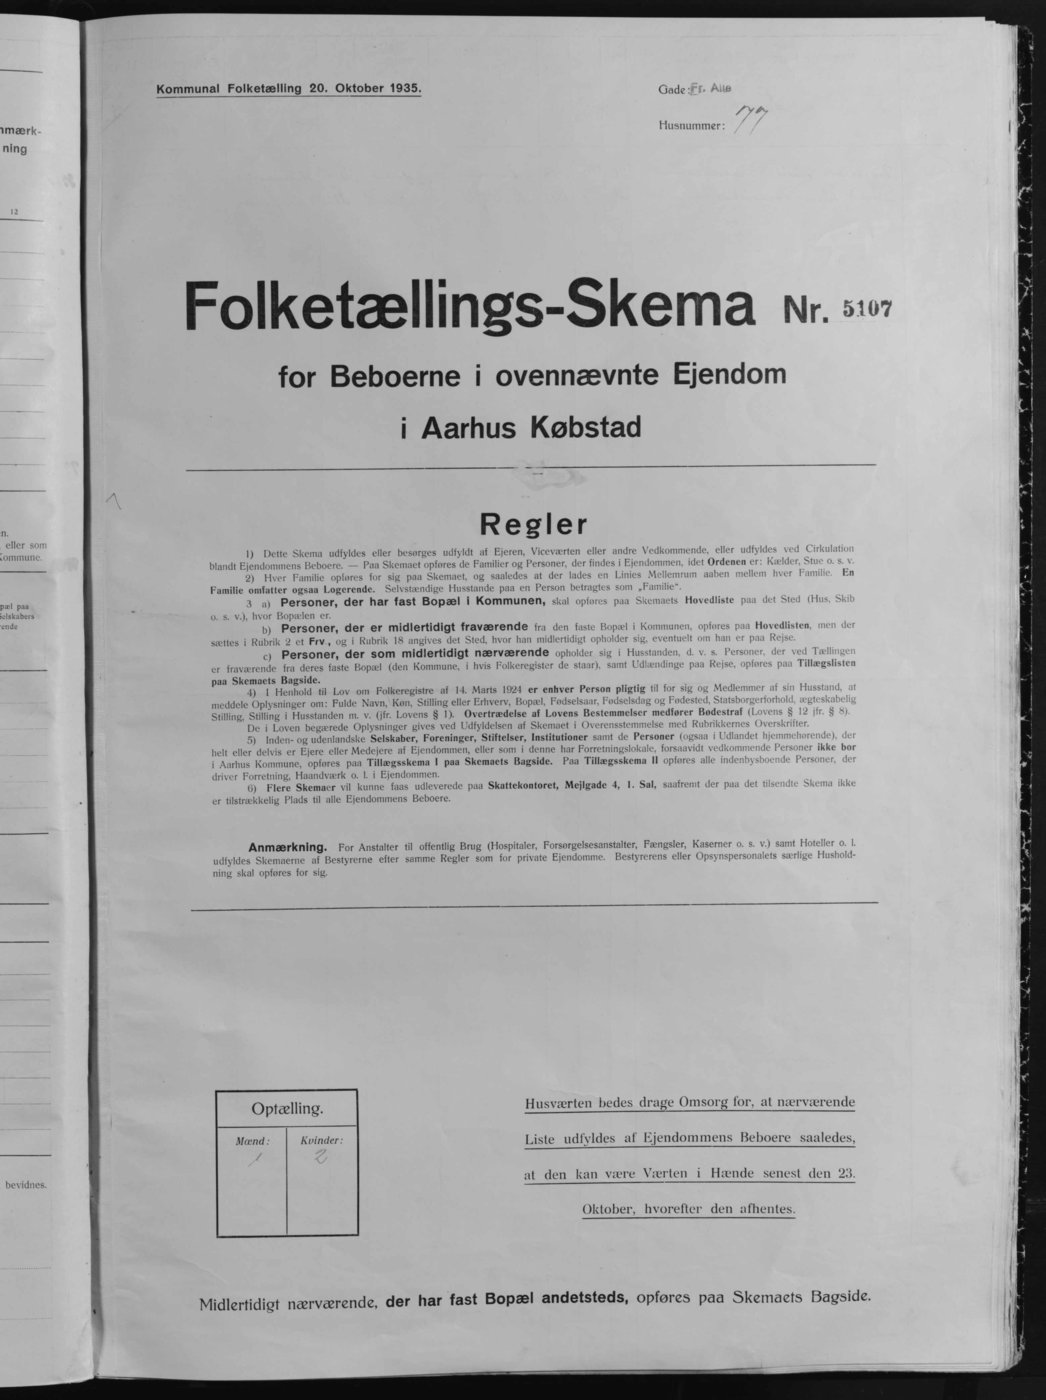 nmærk-
ning
12
n.
eller som
Kommune.
pæl paa
Selskabers
rende
bevidnes.
Kommunal Folketælling 20. Oktober 1935.
Gade: Fr. Alle
Husnummer: 77
Folketællings-Skema Nr. 5107
for Beboerne i ovennævnte Ejendom
i Aarhus Købstad
Regler
1) Dette Skema udfyldes eller besørges udfyldt af Ejeren, Viceværten eller andre Vedkommende, eller udfyldes ved Cirkulation
blandt Ejendommens Beboere. — Paa Skemaet opføres de Familier og Personer, der findes i Ejendommen, idet Ordenen er: Kælder, Stue o. s. v.
2) Hver Familie opføres for sig paa Skemaet, og saaledes at der lades en Linies Mellemrum aaben mellem hver Familie. En
Familie omfatter ogsaa Logerende. Selvstændige Husstande paa en Person betragtes som „Familie".
3 a) Personer, der har fast Bopæl i Kommunen, skal opføres paa Skemaets Hovedliste paa det Sted (Hus, Skib
o. s. v.), hvor Bopælen er.
b) Personer, der er midlertidigt fraværende fra den faste Bopæl i Kommunen, opføres paa Hovedlisten, men der
sættes i Rubrik 2 et Frv., og i Rubrik 18 angives det Sted, hvor han midlertidigt opholder sig, eventuelt om han er paa Rejse.
c) Personer, der som midlertidigt nærværende opholder sig i Husstanden, d. v. s. Personer, der ved Tællingen
er fraværende fra deres faste Bopæl (den Kommune, i hvis Folkeregister de staar), samt Udlændinge paa Rejse, opføres paa Tillægslisten
paa Skemaets Bagside.
4) I Henhold til Lov om Folkeregistre af 14. Marts 1924 er enhver Person pligtig til for sig og Medlemmer af sin Husstand, at
meddele Oplysninger om: Fulde Navn, Køn, Stilling eller Erhverv, Bopæl, Fødselsaar, Fødselsdag og Fødested, Statsborgerforhold, ægteskabelig
Stilling, Stilling i Husstanden m. v. (jfr. Lovens § 1). Overtrædelse af Lovens Bestemmelser medfører Bødestraf (Lovens § 12 jfr. § 8).
De i Loven begærede Oplysninger gives ved Udfyldelsen af Skemaet i Overensstemmelse med Rubrikkernes Overskrifter.
5) Inden- og udenlandske Selskaber, Foreninger, Stiftelser, Institutioner samt de Personer (ogsaa i Udlandet hjemmehørende), der
helt eller delvis er Ejere eller Medejere af Ejendommen, eller som i denne har Forretningslokale, forsaavidt vedkommende Personer ikke bor
i Aarhus Kommune, opføres paa Tillægsskema I paa Skemaets Bagside. Paa Tillægsskema II opføres alle indenbysboende Personer, der
driver Forretning, Haandværk o. l. i Ejendommen.
6) Flere Skemaer vil kunne faas udleverede paa Skattekontoret, Mejlgade 4, 1. Sal, saafremt der paa det tilsendte Skema ikke
er tilstrækkelig Plads til alle Ejendommens Beboere.
Anmærkning. For Anstalter til offentlig Brug (Hospitaler, Forsørgelsesanstalter, Fængsler, Kaserner o. s. v.) samt Hoteller o. l.
udfyldes Skemaerne af Bestyrerne efter samme Regler som for private Ejendomme. Bestyrerens eller Opsynspersonalets særlige Hushold-
ning skal opføres for sig.
Optælling.
Mænd: Kvinder:
1 2
Husværten bedes drage Omsorg for, at nærværende
Liste udfyldes af Ejendommens Beboere saaledes,
at den kan være Værten i Hænde senest den 23.
Oktober, hvorefter den afhentes.
Midlertidigt nærværende, der har fast Bopæl andetsteds, opføres paa Skemaets Bagside.